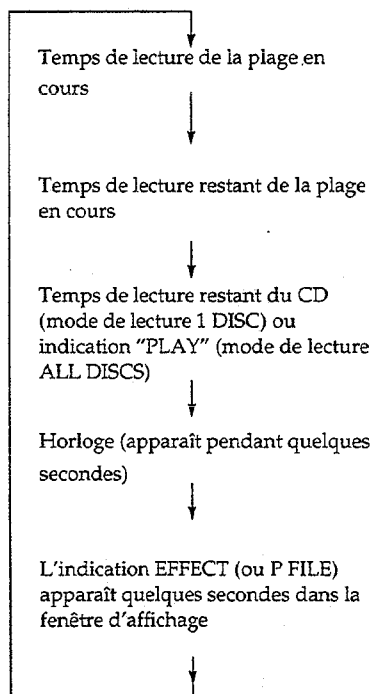 Temps de lecture de la plage en
cours
Temps de lecture restant de la plage
en cours
Temps de lecture restant du CD
(mode de lecture 1 DISC) ou
indication "PLAY" (mode de lecture
ALL DISCS)
Horloge (apparaît pendant quelques
secondes)
L'indication EFFECT (ou P FILE)
apparaît quelques secondes dans la
fenêtre d'affichage